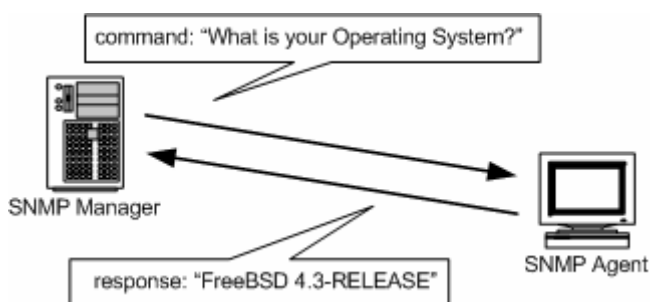 command: “What is your Operating System?”
SNMP Manager
SNMP Agent
response: “FreeBSD 4.3-RELEASE”